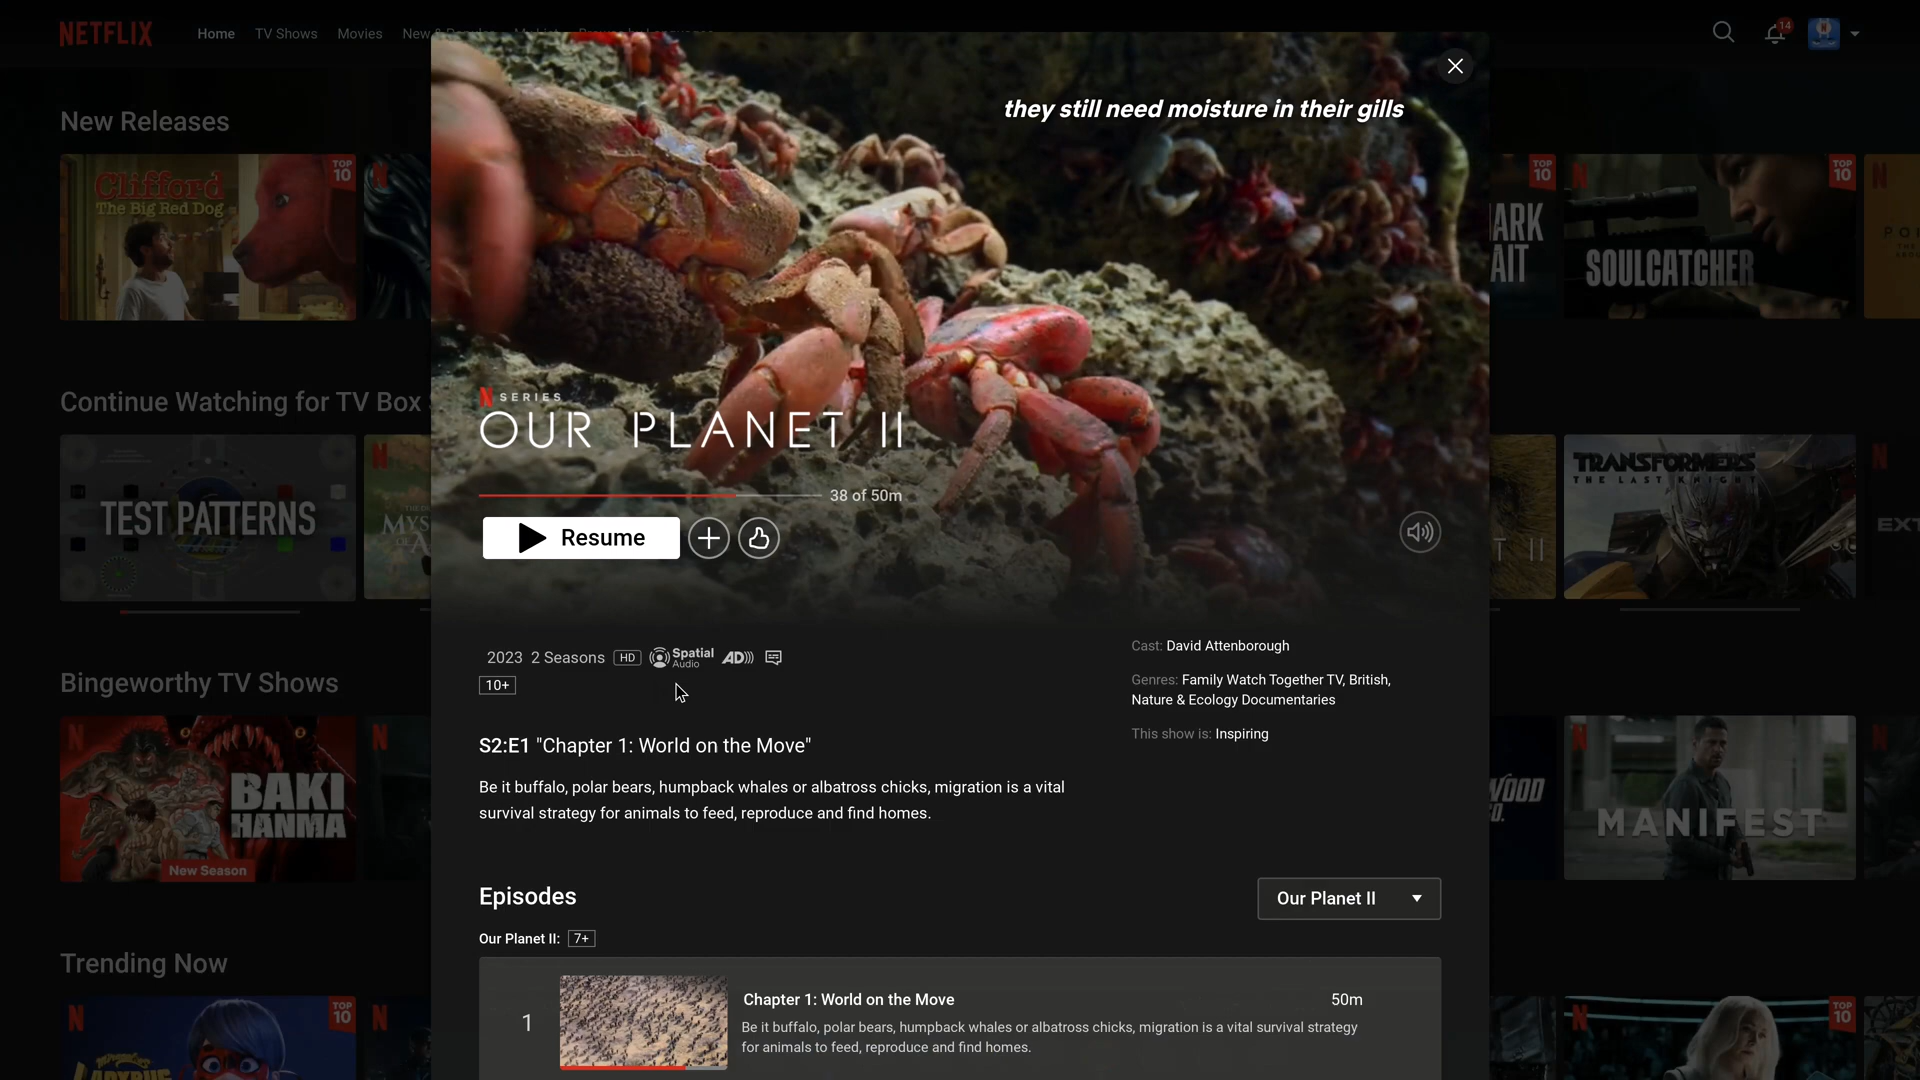 NETFLIX
Home
TV Shows
Movies
14
they still need moisture in their gills
New Releases
Clifford
The Big Red Dog
TOP
10
TOP
10
SOULCATCHER
TOP
10
Continue Watching for TV Box
TEST PATTERNS
TRANSFORMERS
THE LAST KNIGHT
N SERIES
OUR PLANET II
38 of 50m
Resume
2023 2 Seasons HD Spatial Audio AD
10+
Cast: David Attenborough
Genres: Family Watch Together TV, British,
Nature & Ecology Documentaries
This show is: Inspiring
S2:E1 "Chapter 1: World on the Move"
Be it buffalo, polar bears, humpback whales or albatross chicks, migration is a vital
survival strategy for animals to feed, reproduce and find homes.
Bingeworthy TV Shows
BAKI
HANMA
New Season
MANIFEST
Episodes
Our Planet II
Our Planet II: 7+
1
Chapter 1: World on the Move
50m
Be it buffalo, polar bears, humpback whales or albatross chicks, migration is a vital survival strategy
for animals to feed, reproduce and find homes.
Trending Now
TOP
10
TOP
10